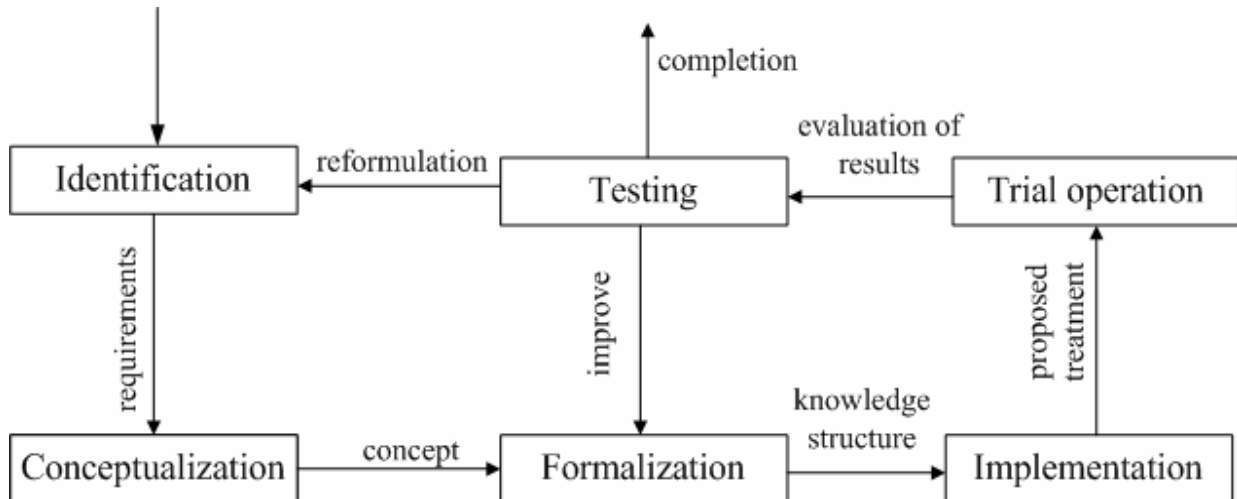 completion
evaluation of
results
Identification
reformulation
Testing
Trial operation
requirements
improve
proposed
treatment
Conceptualization
concept
Formalization
knowledge
structure
Implementation